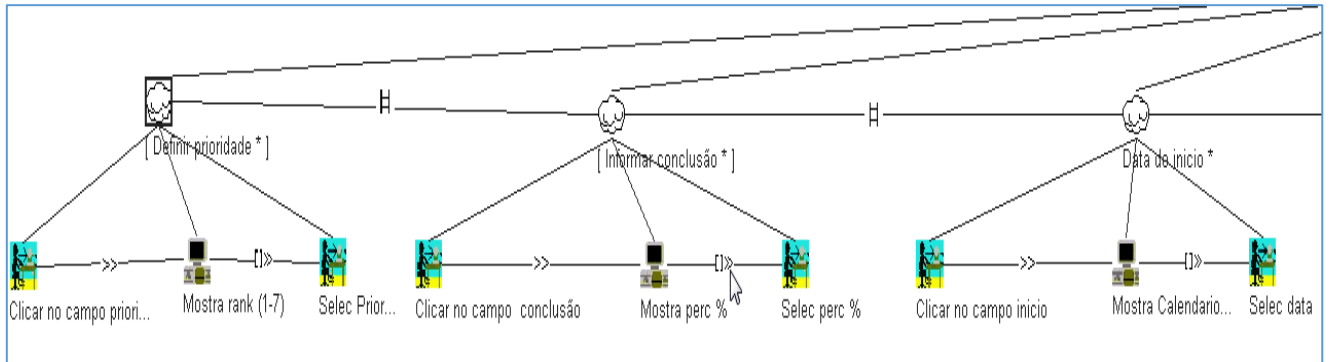 [ Definir prioridade * ]
[ Informar conclusão * ]
Data de inicio *
>>
[]>>
>>
[]>>
>>
[]>>
Clicar no campo priori...
Mostra rank (1-7)
Selec Prior...
Clicar no campo conclusão
Mostra perc %
Selec perc %
Clicar no campo inicio
Mostra Calendario...
Selec data